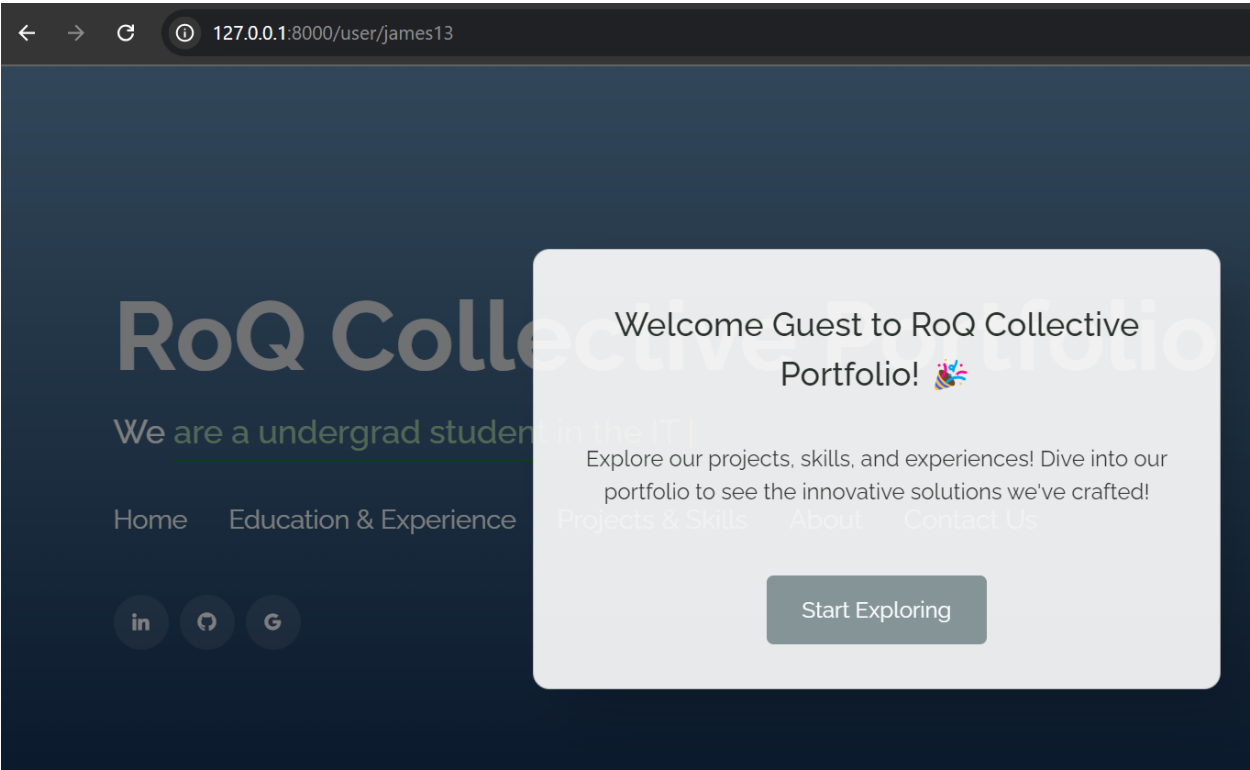 127.0.0.1:8000/user/james13
RoQ Collective Portfolio
Welcome Guest to RoQ Collective
Portfolio! 🎉
We are a undergrad student in the IT |
Explore our projects, skills, and experiences! Dive into our
portfolio to see the innovative solutions we've crafted!
Home Education & Experience Projects & Skills About Contact Us
Start Exploring
in G